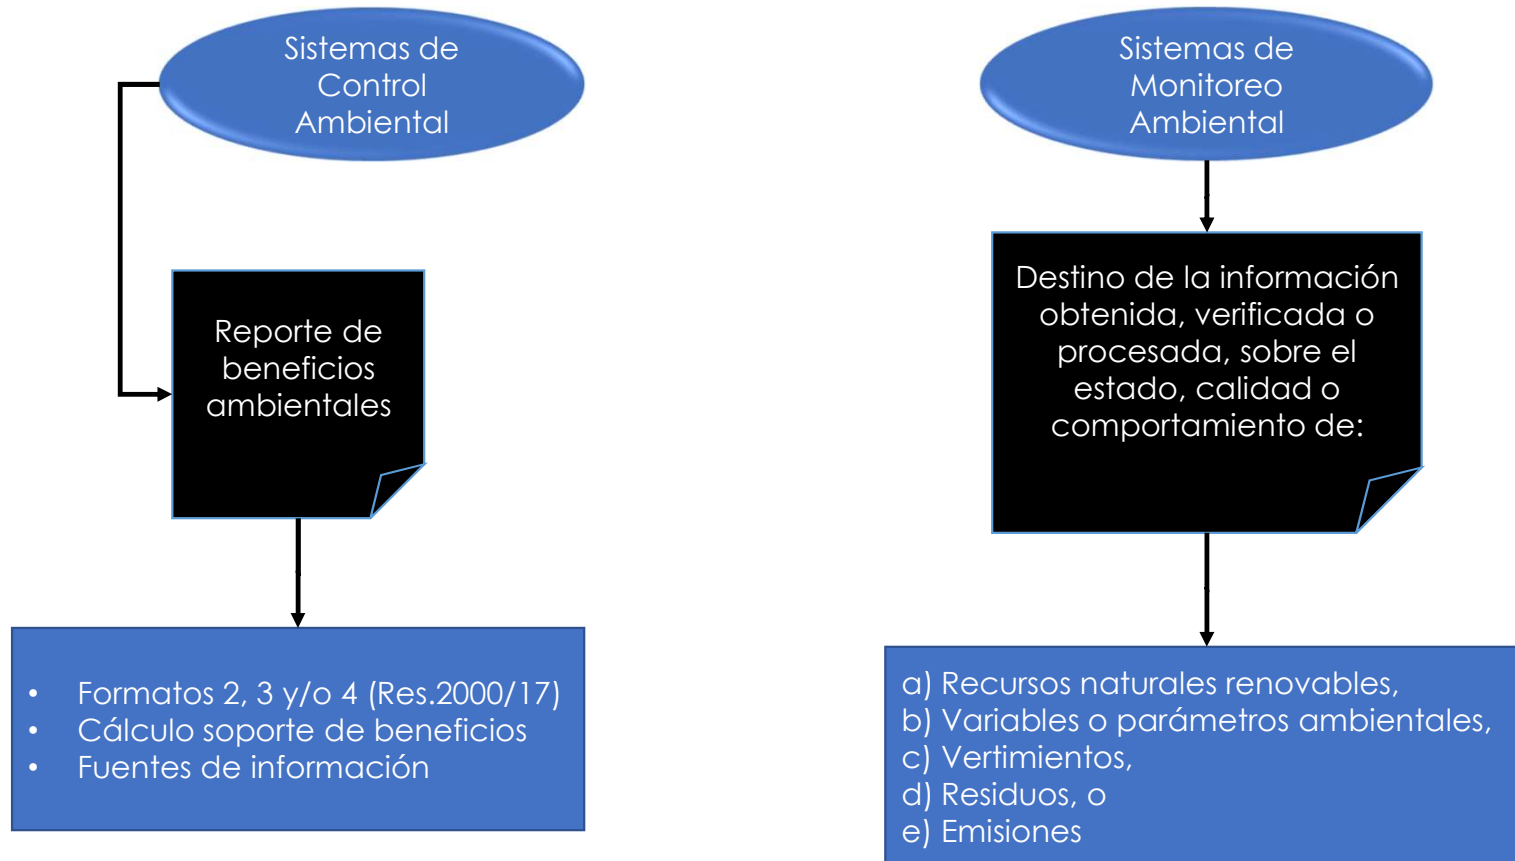 Sistemas de
Control
Ambiental
Reporte de
beneficios
ambientales
• Formatos 2, 3 y/o 4 (Res.2000/17)
• Cálculo soporte de beneficios
• Fuentes de información
Sistemas de
Monitoreo
Ambiental
Destino de la información
obtenida, verificada o
procesada, sobre el
estado, calidad o
comportamiento de:
a) Recursos naturales renovables,
b) Variables o parámetros ambientales,
c) Vertimientos,
d) Residuos, o
e) Emisiones